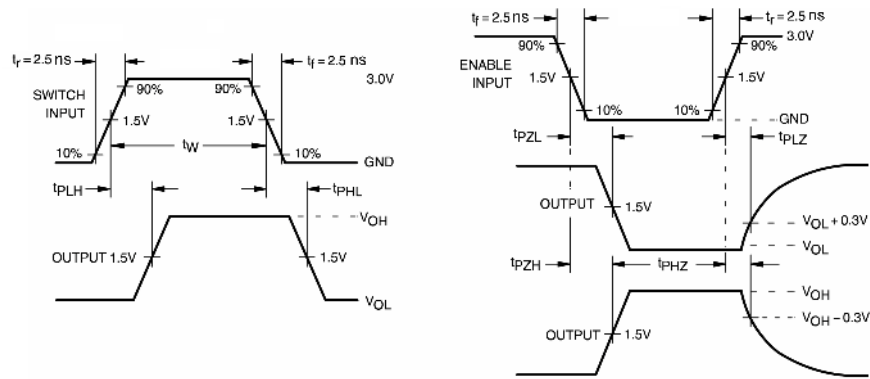 tr = 2.5 ns
tf = 2.5 ns
3.0V
SWITCH
INPUT
90%
90%
1.5V
1.5V
tW
10%
10%
GND
tPLH
tPHL
VOH
OUTPUT 1.5V
1.5V
VOL
tf = 2.5 ns
tr = 2.5 ns
3.0V
90%
90%
ENABLE
INPUT
1.5V
1.5V
10%
10%
GND
tPZL
tPLZ
OUTPUT
1.5V
VOL + 0.3V
VOL
tPZH
tPHZ
VOH
VOH – 0.3V
OUTPUT
1.5V